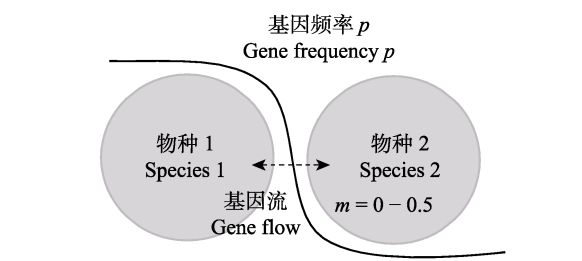 基因频率 p
Gene frequency p
物种 1
Species 1
物种 2
Species 2
基因流
Gene flow
m = 0 − 0.5